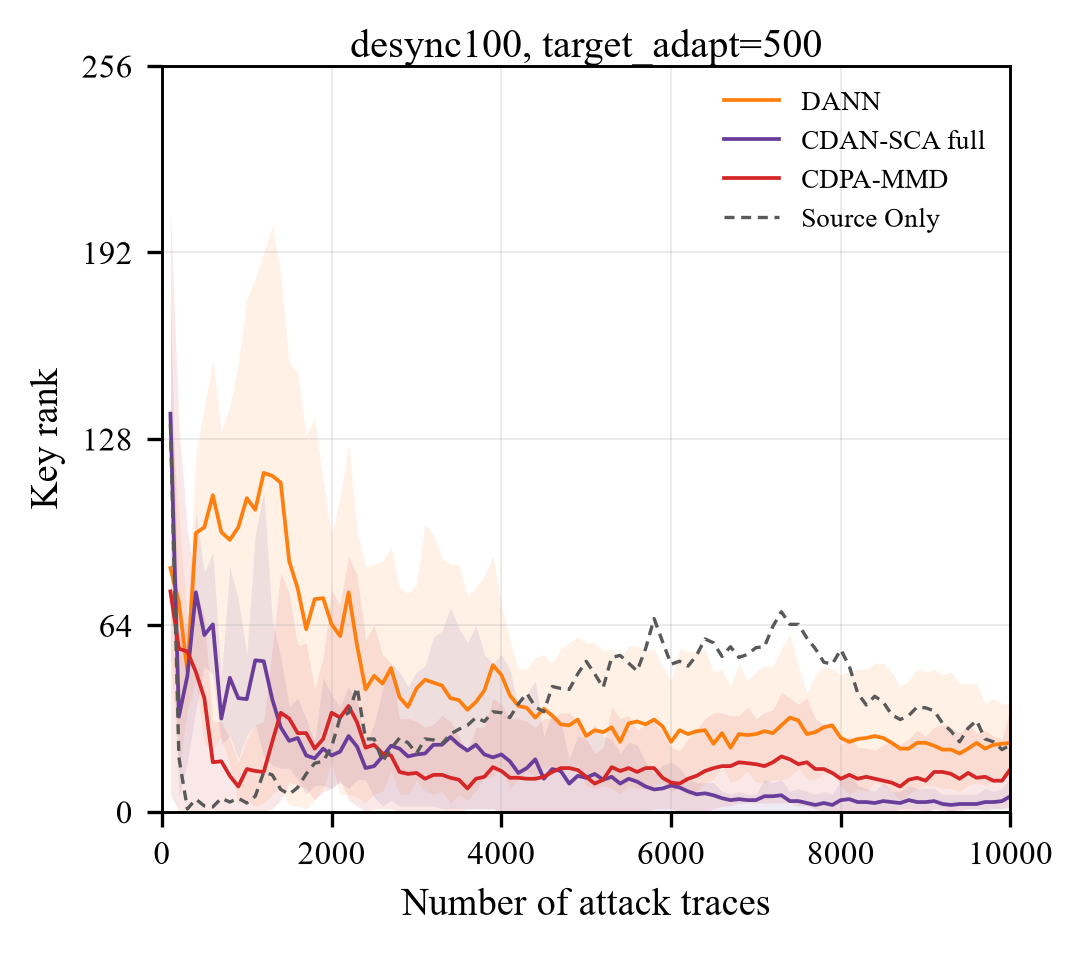 desync100, target_adapt=500
256
192
128
64
0
Key rank
DANN
CDAN-SCA full
CDPA-MMD
Source Only
0 2000 4000 6000 8000 10000
Number of attack traces